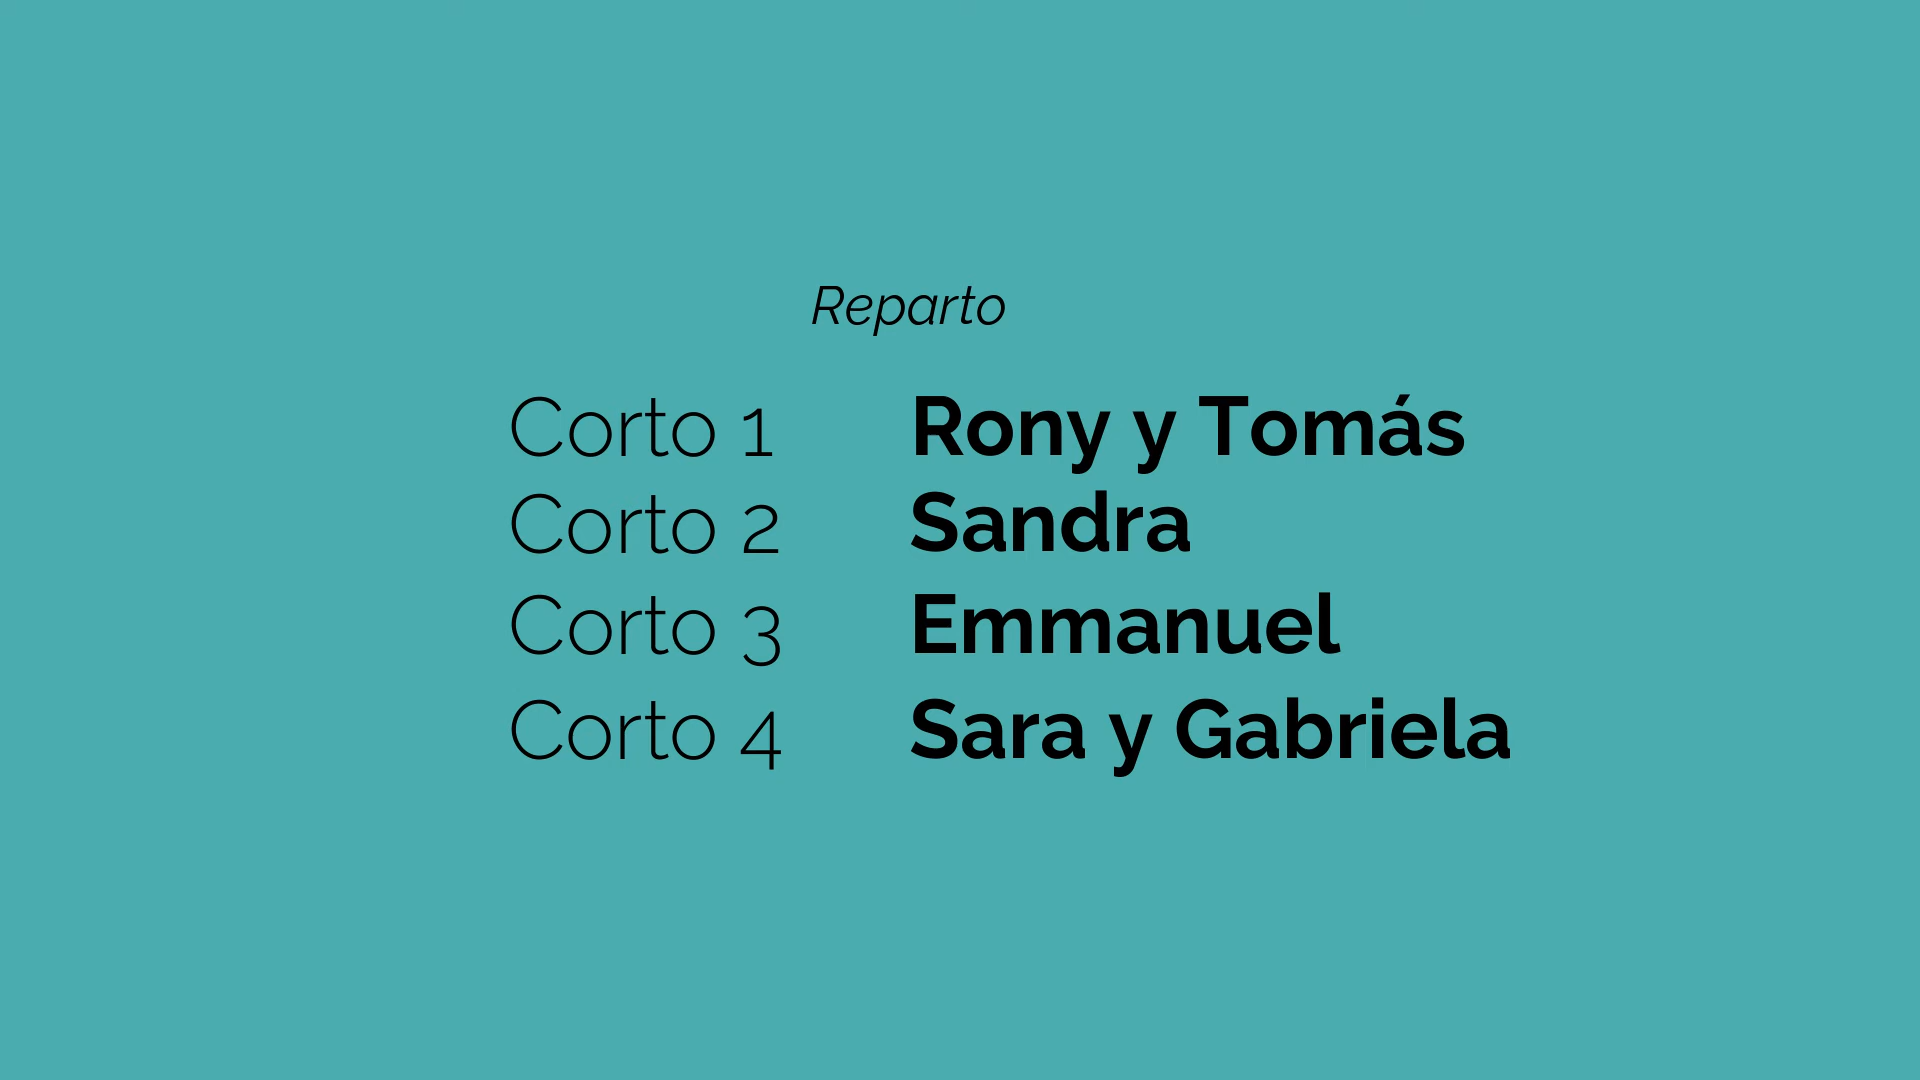 Reparto
Corto 1 Rony y Tomás
Corto 2 Sandra
Corto 3 Emmanuel
Corto 4 Sara y Gabriela